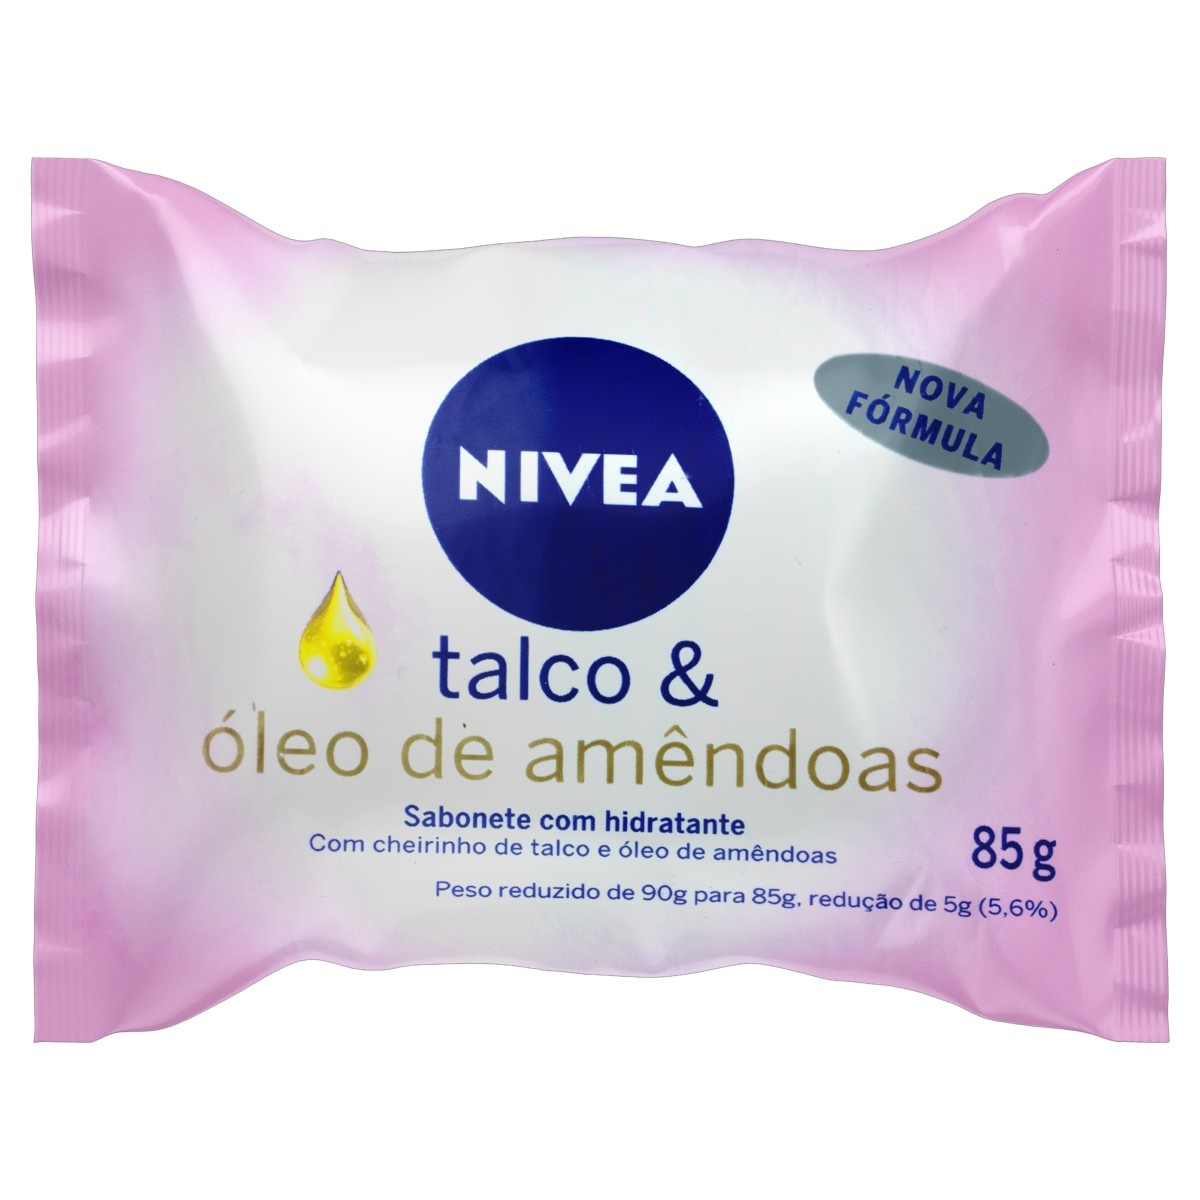 NIVEA
NOVA
FÓRMULA
talco &
óleo de amêndoas
Sabonete com hidratante
Com cheirinho de talco e óleo de amêndoas
85g
Peso reduzido de 90g para 85g, redução de 5g (5,6%)